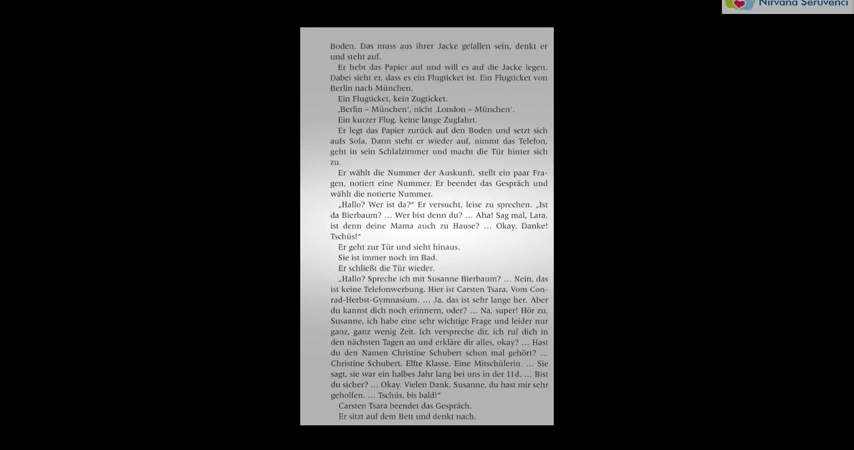 Nirvana Serüvenci
Boden. Das muss aus ihrer Jacke gefallen sein, denkt er
und steht auf.
Er hebt das Papier auf und will es auf die Jacke legen.
Dabei sieht er, dass es ein Flugticket ist. Ein Flugticket von
Berlin nach München.
Ein Flugticket, kein Zugticket.
‚Berlin – München‘, nicht ‚London – München‘.
Ein kurzer Flug, keine lange Zugfahrt.
Er legt das Papier zurück auf den Boden und setzt sich
aufs Sofa. Dann steht er wieder auf, nimmt das Telefon,
geht in sein Schlafzimmer und macht die Tür hinter sich
zu.
Er wählt die Nummer der Auskunft, stellt ein paar Fra-
gen, notiert eine Nummer. Er beendet das Gespräch und
wählt die notierte Nummer.
„Hallo? Wer ist da?“ Er versucht, leise zu sprechen. „Ist
da Bierbaum? … Wer bist denn du? … Aha! Sag mal, Lara,
ist denn deine Mama auch zu Hause? … Okay. Danke!
Tschüs!“
Er geht zur Tür und sieht hinaus.
Sie ist immer noch im Bad.
Er schließt die Tür wieder.
„Hallo? Spreche ich mit Susanne Bierbaum? … Nein, das
ist keine Telefonwerbung. Hier ist Carsten Tsara. Vom Con-
rad-Herbst-Gymnasium. … Ja, das ist sehr lange her. Aber
du kannst dich noch erinnern, oder? … Na, super! Hör zu,
Susanne, ich habe eine sehr wichtige Frage und leider nur
ganz, ganz wenig Zeit. Ich verspreche dir, ich ruf dich in
den nächsten Tagen an und erkläre dir alles, okay? … Hast
du den Namen Christine Schubert schon mal gehört? …
Christine Schubert. Elfte Klasse. Eine Mitschülerin. … Sie
sagt, sie war ein halbes Jahr lang bei uns in der 11d. … Bist
du sicher? … Okay. Vielen Dank, Susanne, du hast mir sehr
geholfen. … Tschüs, bis bald!“
Carsten Tsara beendet das Gespräch.
Er sitzt auf dem Bett und denkt nach.